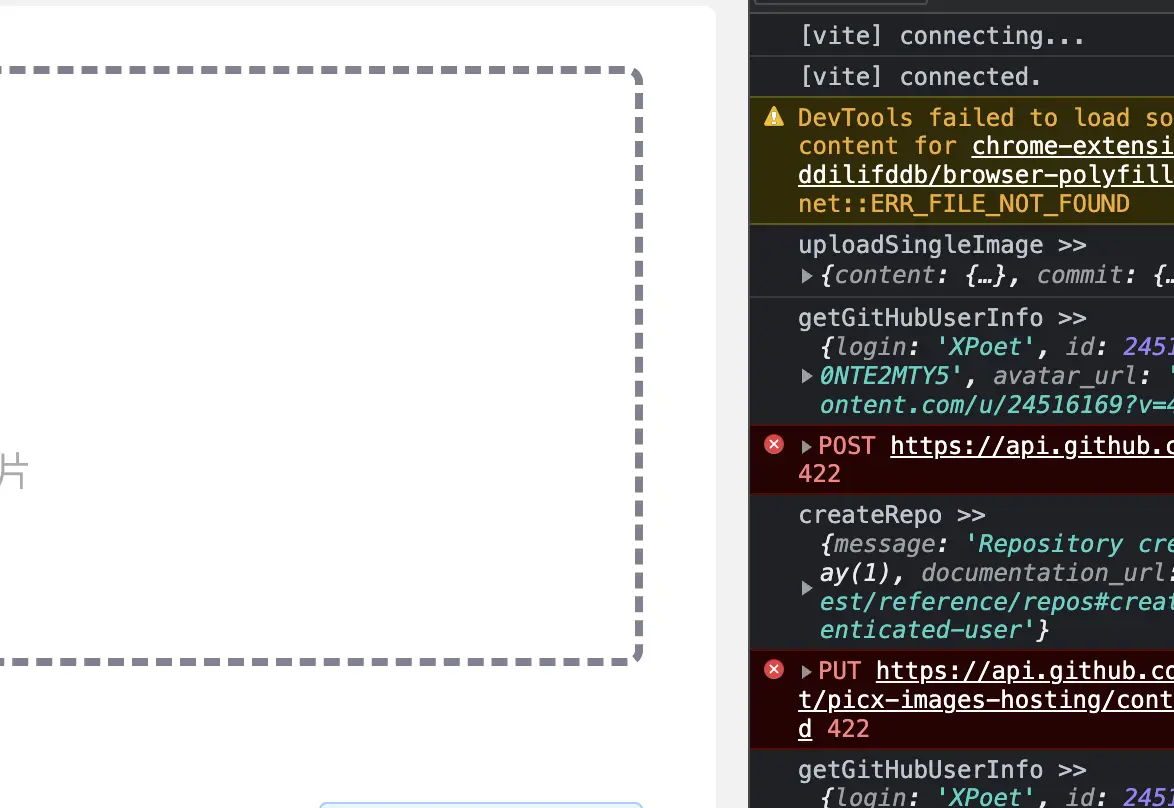 [vite] connecting...
[vite] connected.
DevTools failed to load so
content for chrome-extensi
ddilifddb/browser-polyfill
net::ERR_FILE_NOT_FOUND
uploadSingleImage >>
{content: {…}, commit: {…
getGitHubUserInfo >>
{login: 'XPoet', id: 2451
0NTE2MTY5', avatar_url: '
ontent.com/u/24516169?v=4
片
POST https://api.github.c
422
createRepo >>
{message: 'Repository cre
ay(1), documentation_url:
est/reference/repos#creat
enticated-user'}
PUT https://api.github.co
t/picx-images-hosting/cont
d 422
getGitHubUserInfo >>
{login: 'XPoet', id: 2451